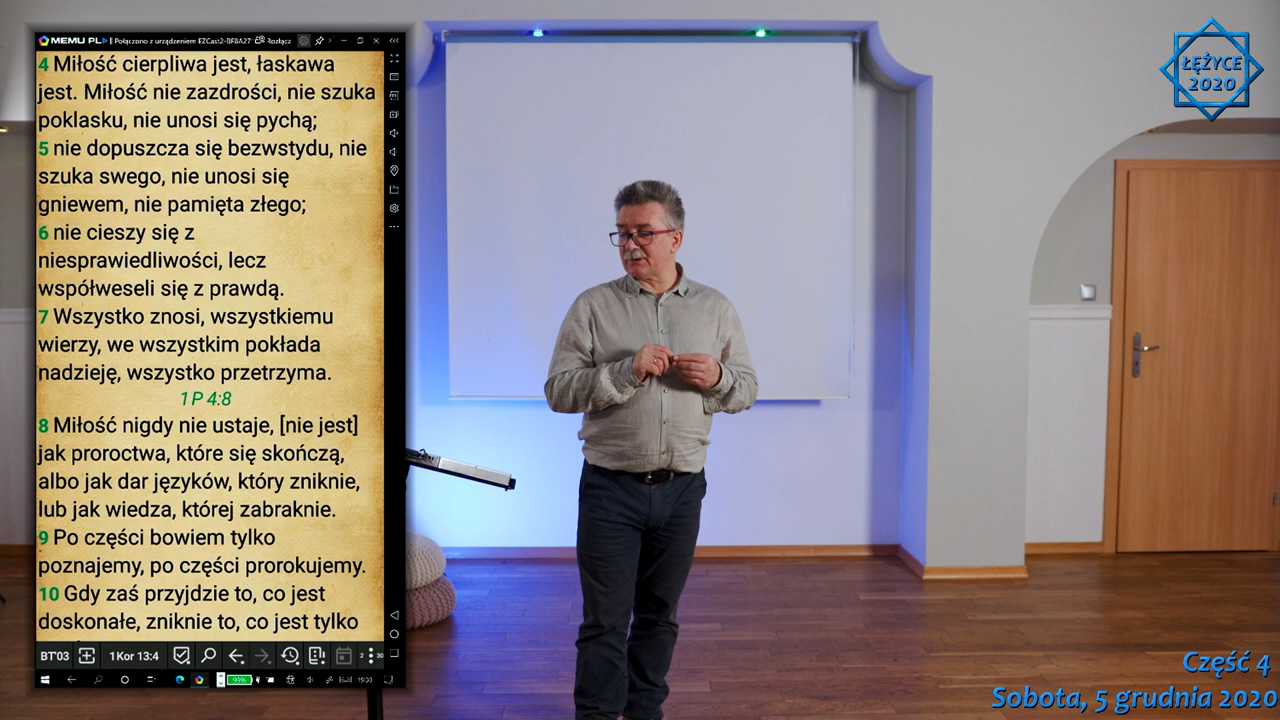 MEMU PL
Połączono z urządzeniem EZCast2-BF8A27
Rozłącz
4 Miłość cierpliwa jest, łaskawa
jest. Miłość nie zazdrości, nie szuka
poklasku, nie unosi się pychą;
5 nie dopuszcza się bezwstydu, nie
szuka swego, nie unosi się
gniewem, nie pamięta złego;
6 nie cieszy się z
niesprawiedliwości, lecz
współweseli się z prawdą.
7 Wszystko znosi, wszystkiemu
wierzy, we wszystkim pokłada
nadzieję, wszystko przetrzyma.
1 P 4:8
8 Miłość nigdy nie ustaje, [nie jest]
jak proroctwa, które się skończą,
albo jak dar języków, który zniknie,
lub jak wiedza, której zabraknie.
9 Po części bowiem tylko
poznajemy, po części prorokujemy.
10 Gdy zaś przyjdzie to, co jest
doskonałe, zniknie to, co jest tylko
BT'03
1 Kor 13:4
99%
ŁĘŻYCE
2020
Część 4
Sobota, 5 grudnia 2020